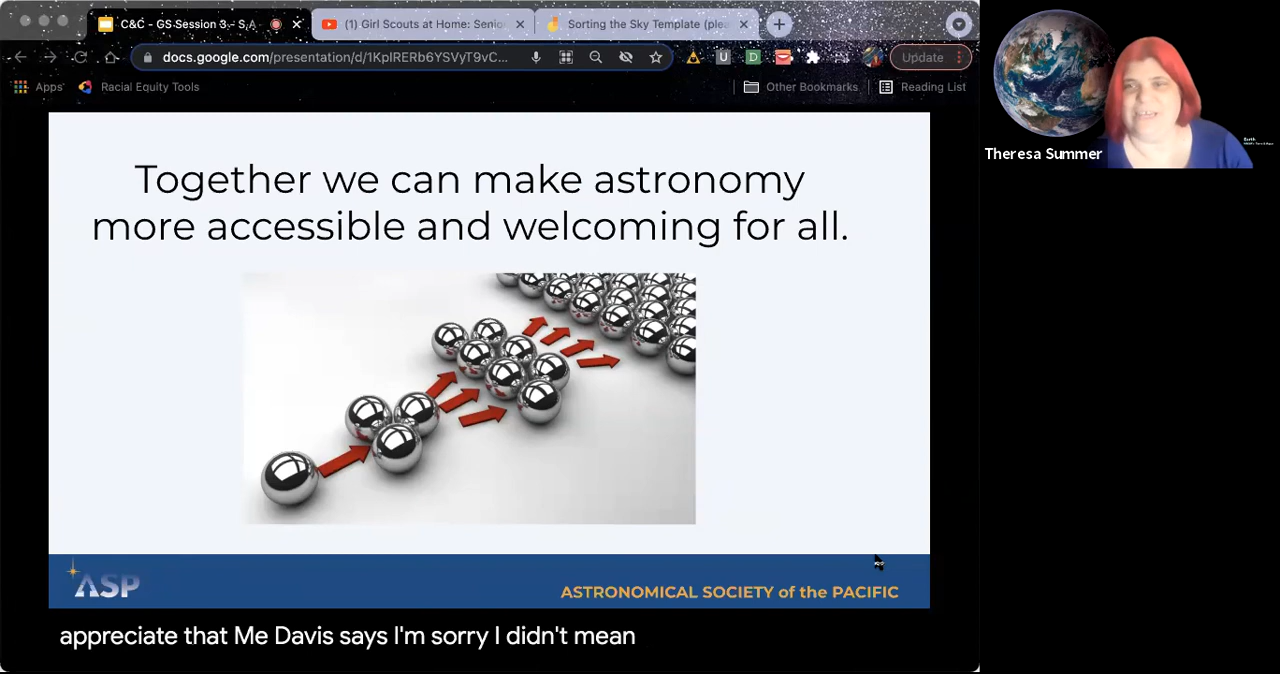 C&C - GS Session 3 - S,A
(1) Girl Scouts at Home: Senio
Sorting the Sky Template (ple
docs.google.com/presentation/d/1KpIRERb6YSVyT9vC...
U
D
Update
Apps
Racial Equity Tools
Other Bookmarks
Reading List
Theresa Summer
Together we can make astronomy
more accessible and welcoming for all.
ASP
ASTRONOMICAL SOCIETY of the PACIFIC
appreciate that Me Davis says I'm sorry I didn't mean